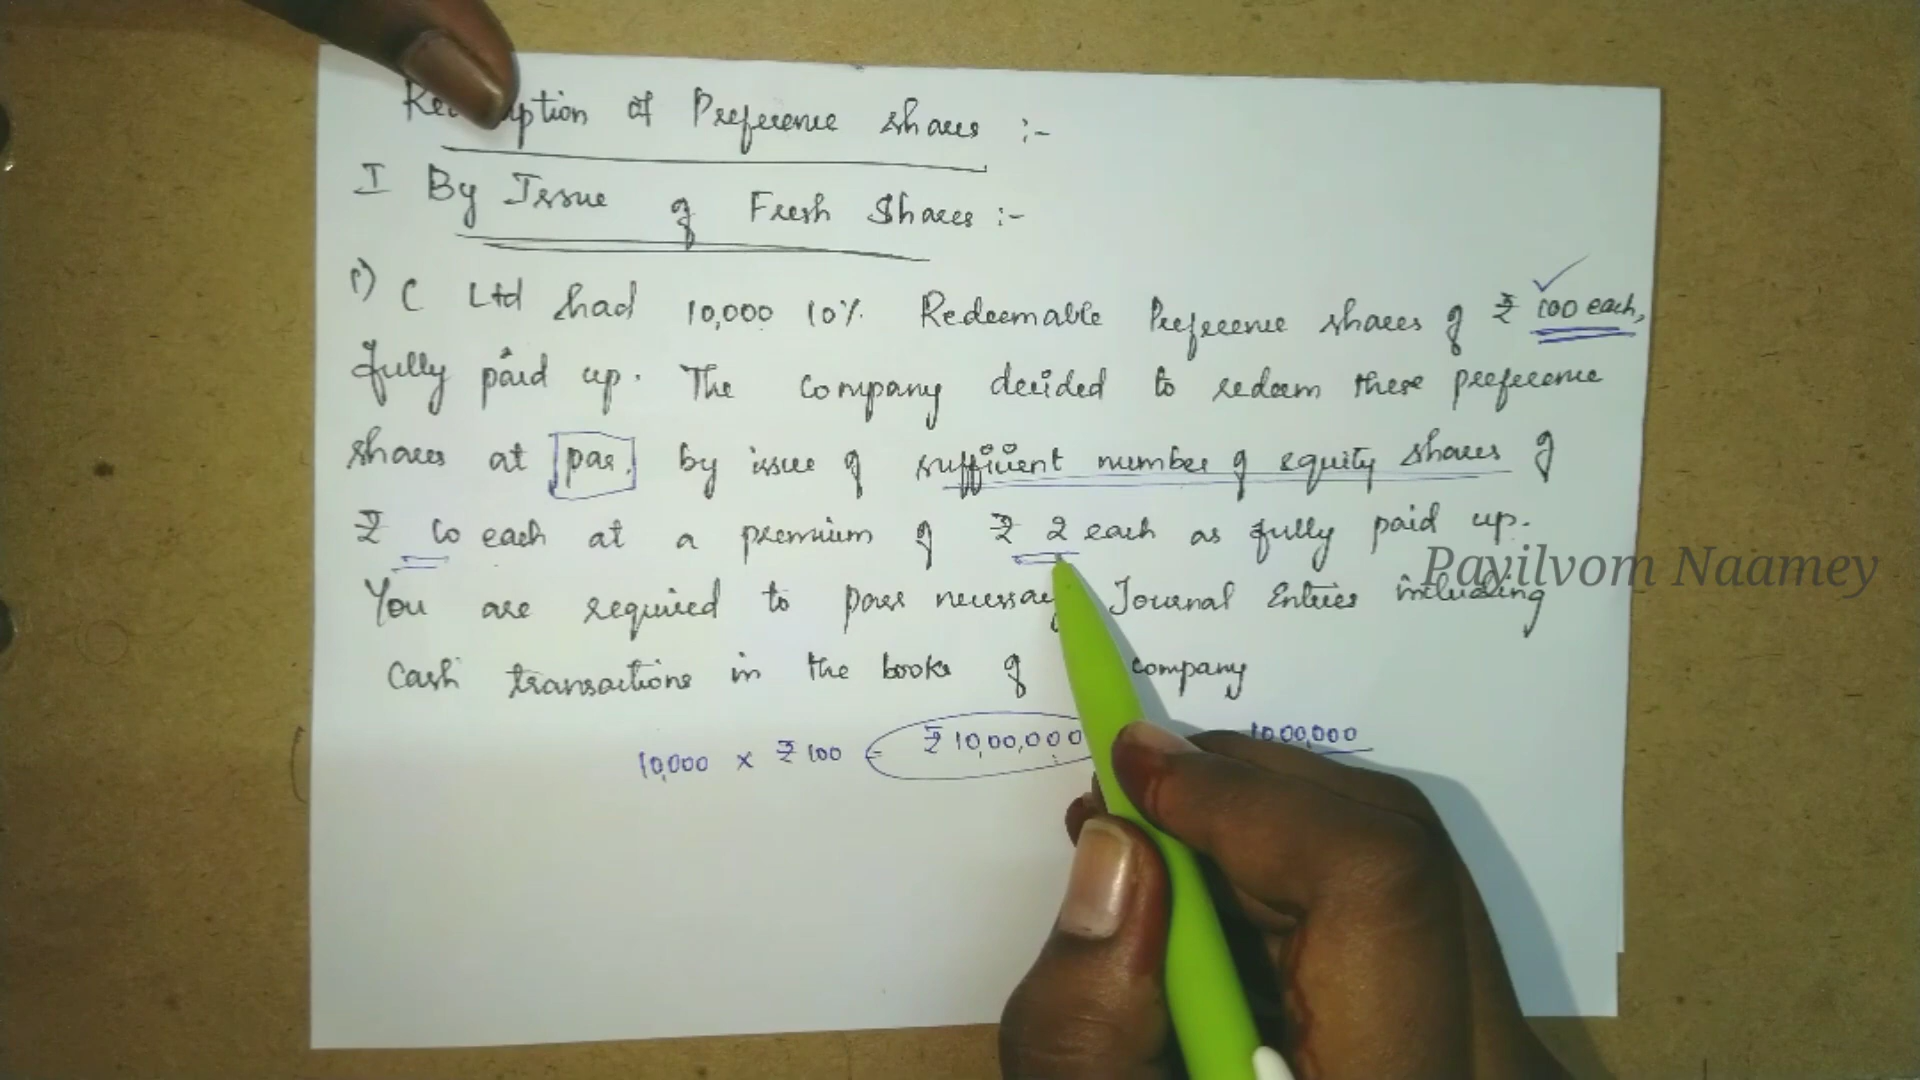 Redemption of Preference shares :-
I By Issue of Fresh Shares :-
1) C Ltd had 10,000 10% Redeemable Preference shares of ₹ 100 each,
fully paid up. The company decided to redeem these preference
shares at par, by issue of sufficient number of equity shares of
₹ 10 each at a premium of ₹ 2 each as fully paid up.
You are required to pass necessary Journal Entries including
Cash transactions in the books of company
10,000 x ₹ 100 = ₹ 10,00,000 10,00,000
Payilvom Naamey